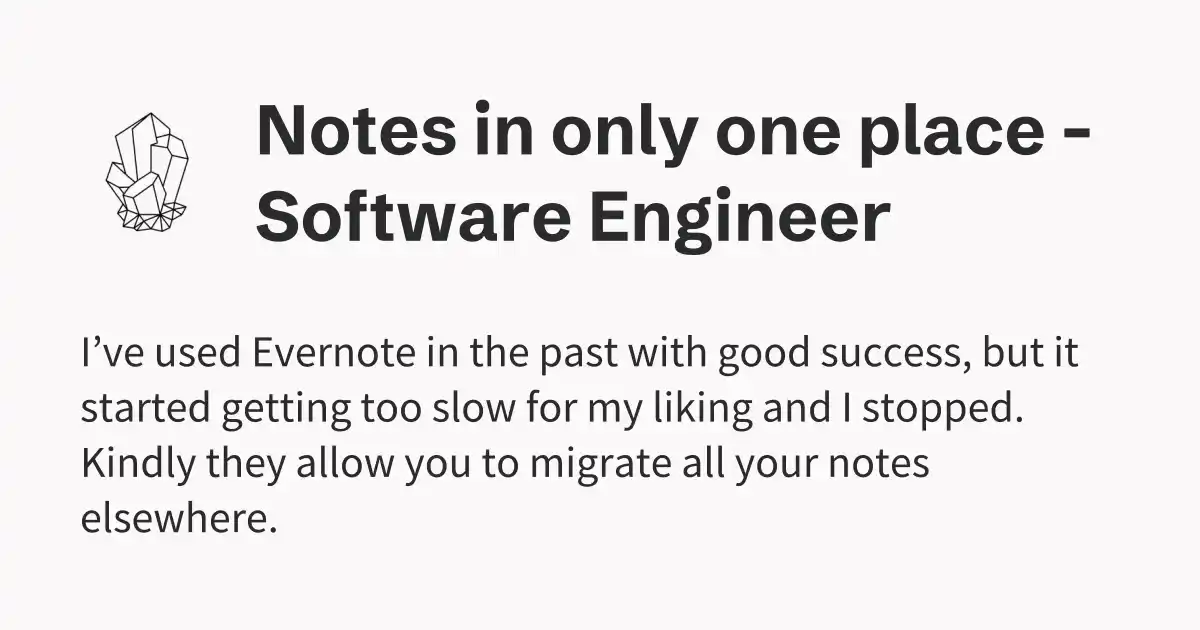 Notes in only one place -
Software Engineer
I’ve used Evernote in the past with good success, but it
started getting too slow for my liking and I stopped.
Kindly they allow you to migrate all your notes
elsewhere.